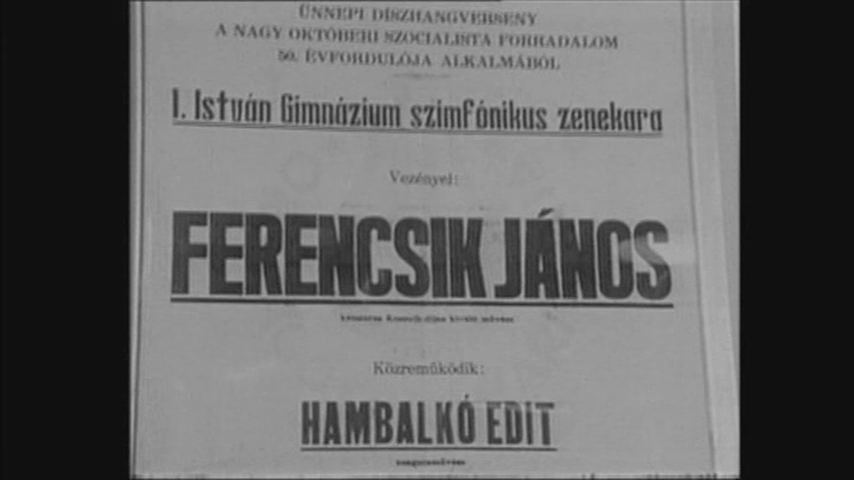 ÜNNEPI DÍSZHANGVERSENY
A NAGY OKTÓBERI SZOCIALISTA FORRADALOM
50. ÉVFORDULÓJA ALKALMÁBÓL
I. István Gimnázium szimfónikus zenekara
Vezényel:
FERENCSIK JÁNOS
Közreműködik:
HAMBALKÓ EDIT